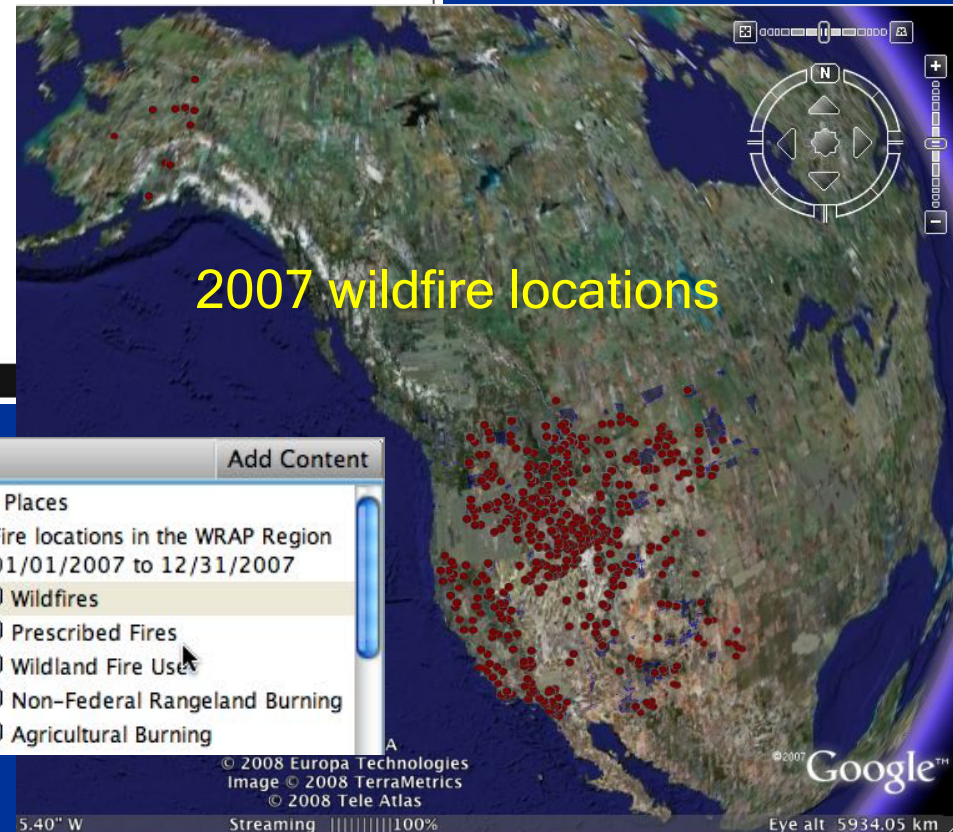 N
2007 wildfire locations
Add Content
Places
Fire locations in the WRAP Region
01/01/2007 to 12/31/2007
Wildfires
Prescribed Fires
Wildland Fire Use
Non-Federal Rangeland Burning
Agricultural Burning
A
© 2008 Europa Technologies
Image © 2008 TerraMetrics
© 2008 Tele Atlas
©2007 Google™
5.40" W
Streaming ||||||||| 100%
Eye alt 5934.05 km